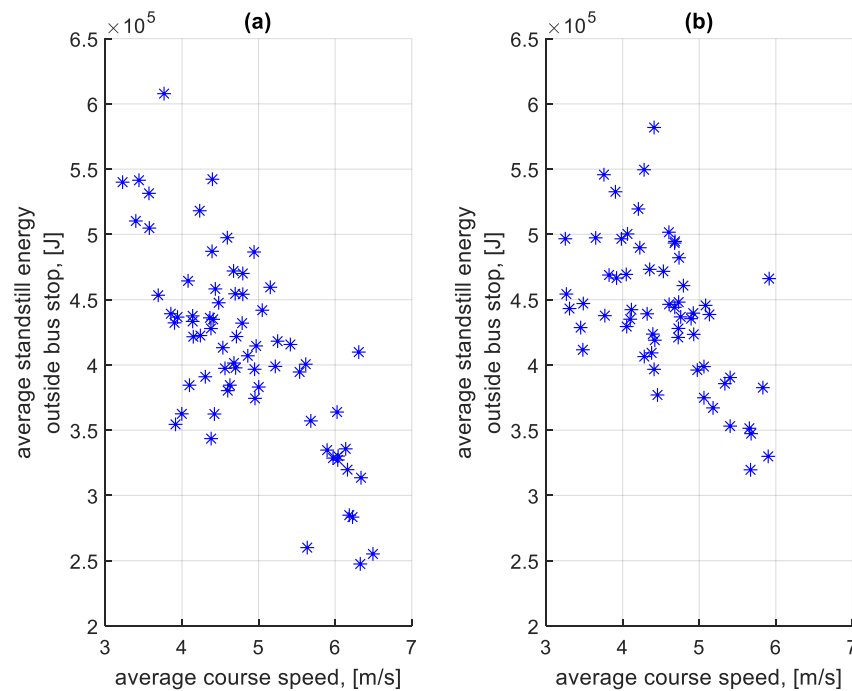 (a)
×10^5
6.5
6
5.5
5
4.5
4
3.5
3
2.5
2
3 4 5 6 7
average standstill energy
outside bus stop, [J]
average course speed, [m/s]
(b)
×10^5
6.5
6
5.5
5
4.5
4
3.5
3
2.5
2
3 4 5 6 7
average standstill energy
outside bus stop, [J]
average course speed, [m/s]